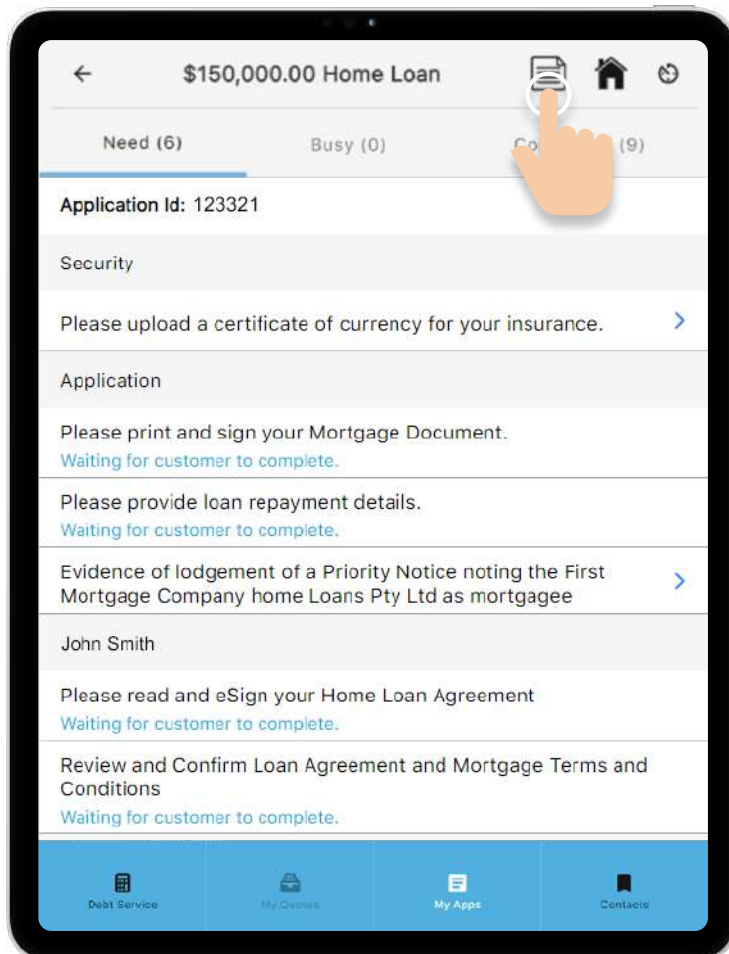 $150,000.00 Home Loan
Need (6)
Busy (0)
Co
(9)
Application Id: 123321
Security
Please upload a certificate of currency for your insurance.
Application
Please print and sign your Mortgage Document.
Waiting for customer to complete.
Please provide loan repayment details.
Waiting for customer to complete.
Evidence of lodgement of a Priority Notice noting the First
Mortgage Company home Loans Pty Ltd as mortgagee
John Smith
Please read and eSign your Home Loan Agreement
Waiting for customer to complete.
Review and Confirm Loan Agreement and Mortgage Terms and
Conditions
Waiting for customer to complete.
Debt Service
My Quotes
My Apps
Contacts